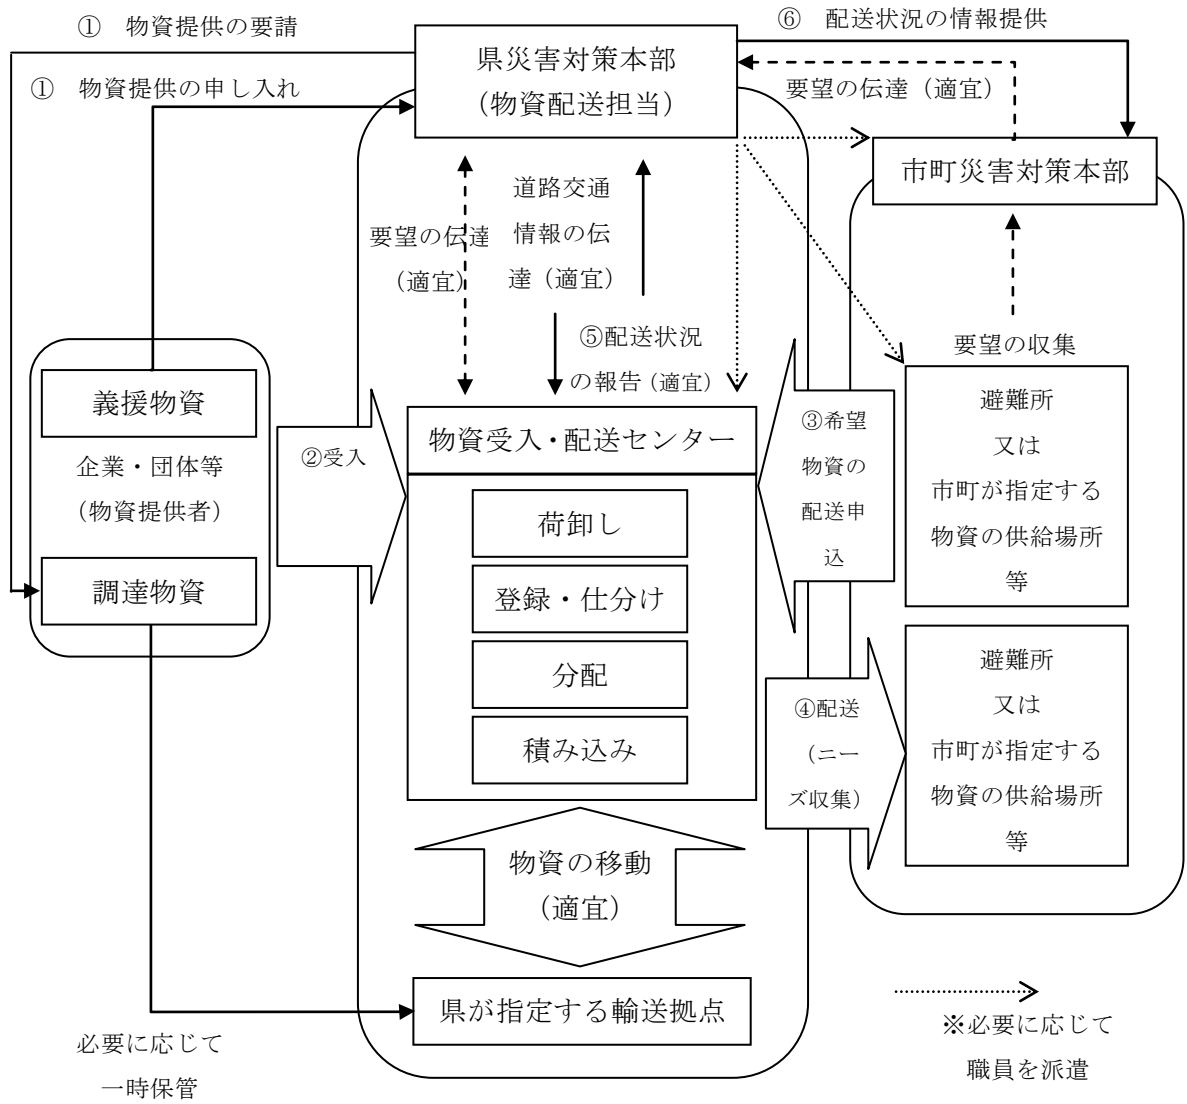 ①　物資提供の要請
①　物資提供の申し入れ
県災害対策本部
（物資配送担当）
⑥　配送状況の情報提供
要望の伝達（適宜）
市町災害対策本部
要望の伝達
（適宜）
道路交通
情報の伝
達（適宜）
⑤配送状況
の報告（適宜）
要望の収集
義援物資
企業・団体等
（物資提供者）
調達物資
②受入
物資受入・配送センター
荷卸し
登録・仕分け
分配
積み込み
③希望
物資の
配送申
込
避難所
又は
市町が指定する
物資の供給場所
等
④配送
（ニー
ズ収集）
避難所
又は
市町が指定する
物資の供給場所
等
物資の移動
（適宜）
県が指定する輸送拠点
必要に応じて
一時保管
※必要に応じて
職員を派遣